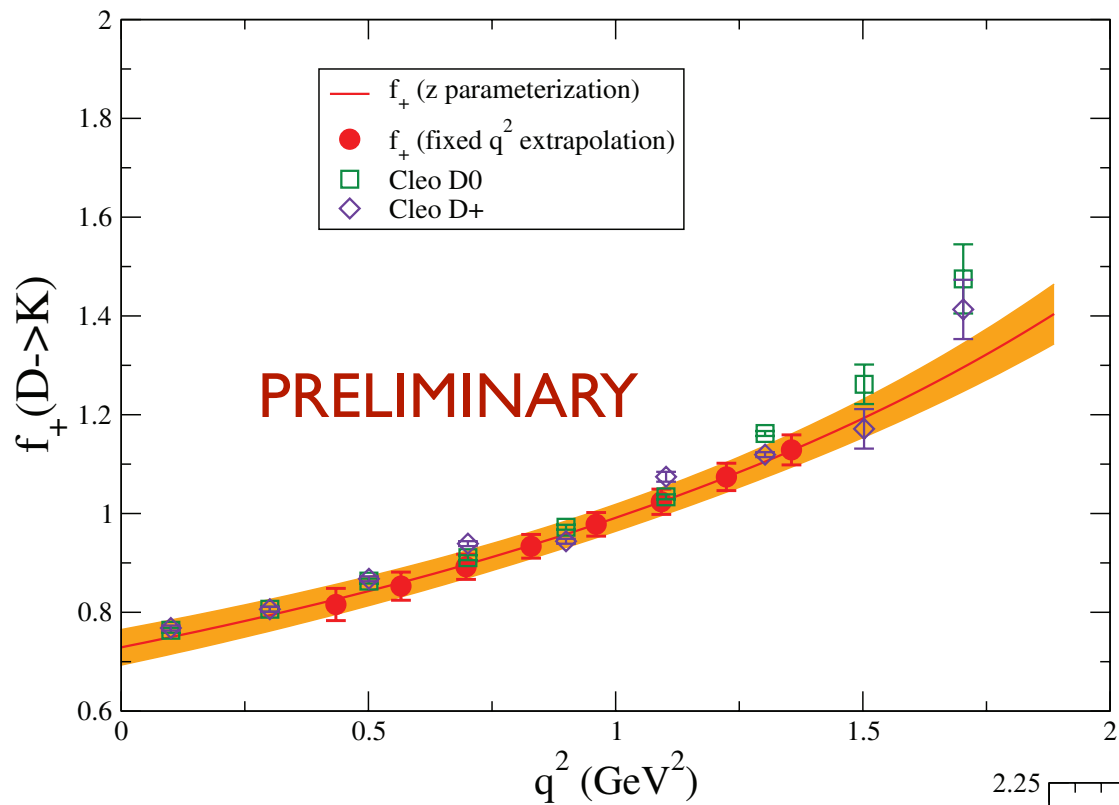 2
1.8
1.6
1.4
1.2
1
0.8
0.6
f₊(D->K)
f₊ (z parameterization)
f₊ (fixed q² extrapolation)
Cleo D0
Cleo D+
PRELIMINARY
0 0.5 1 1.5 2
q² (GeV²)
2.25